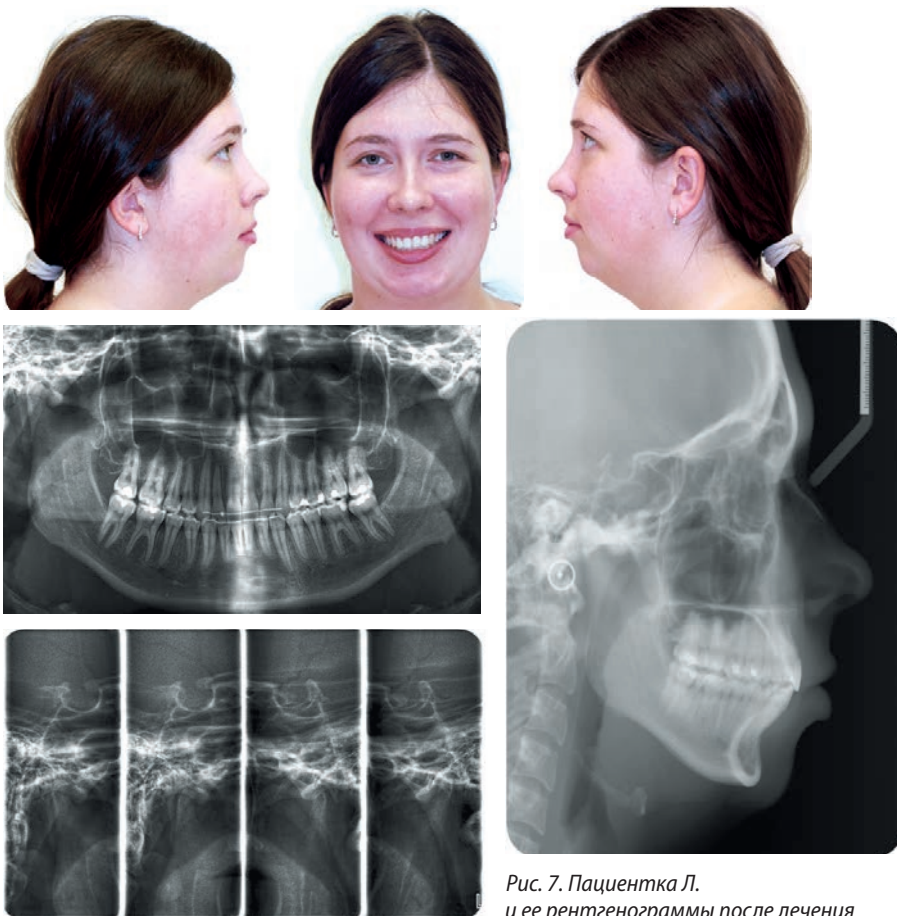 Рис. 7. Пациентка Л.
и ее рентгенограммы после лечения